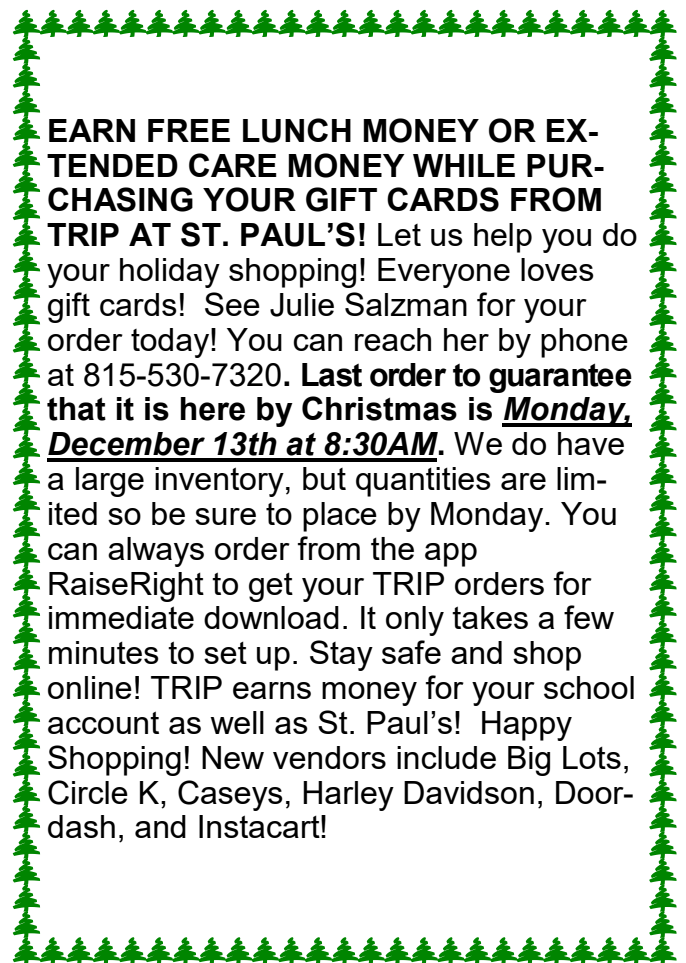 EARN FREE LUNCH MONEY OR EX-
TENDED CARE MONEY WHILE PUR-
CHASING YOUR GIFT CARDS FROM
TRIP AT ST. PAUL’S! Let us help you do
your holiday shopping! Everyone loves
gift cards!  See Julie Salzman for your
order today! You can reach her by phone
at 815-530-7320. Last order to guarantee
that it is here by Christmas is Monday,
December 13th at 8:30AM. We do have
a large inventory, but quantities are lim-
ited so be sure to place by Monday. You
can always order from the app
RaiseRight to get your TRIP orders for
immediate download. It only takes a few
minutes to set up. Stay safe and shop
online! TRIP earns money for your school
account as well as St. Paul’s!  Happy
Shopping! New vendors include Big Lots,
Circle K, Caseys, Harley Davidson, Door-
dash, and Instacart!